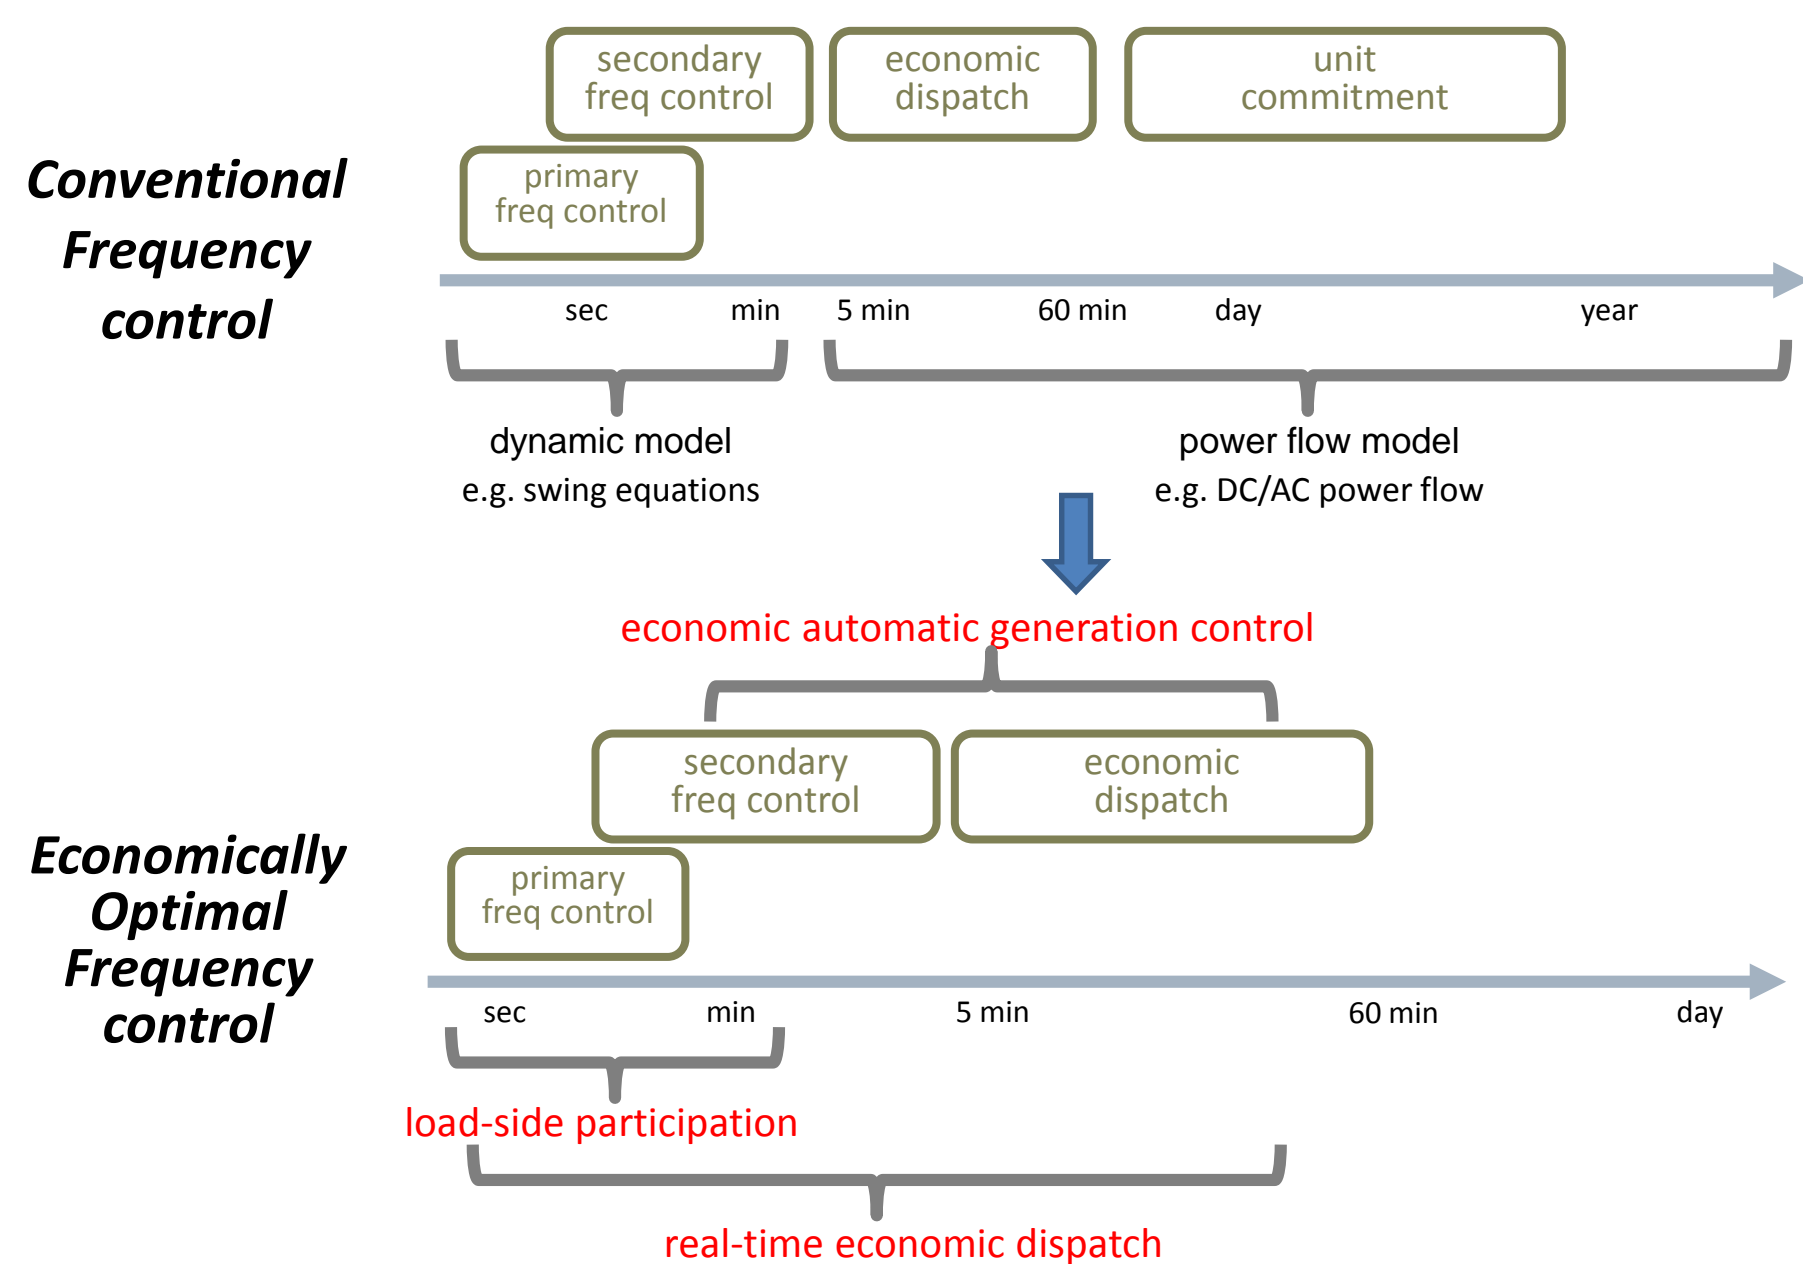 secondary
freq control
economic
dispatch
unit
commitment
primary
freq control
Conventional
Frequency
control
sec
min
5 min
60 min
day
year
dynamic model
e.g. swing equations
power flow model
e.g. DC/AC power flow
economic automatic generation control
secondary
freq control
economic
dispatch
primary
freq control
Economically
Optimal
Frequency
control
sec
min
5 min
60 min
day
load-side participation
real-time economic dispatch